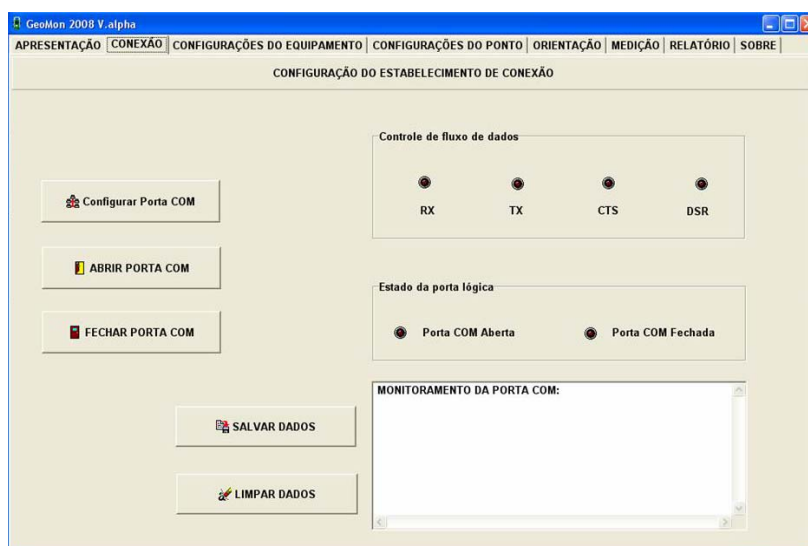 GeoMon 2008 V.alpha
APRESENTAÇÃO CONEXÃO CONFIGURAÇÕES DO EQUIPAMENTO CONFIGURAÇÕES DO PONTO ORIENTAÇÃO MEDIÇÃO RELATÓRIO SOBRE
CONFIGURAÇÃO DO ESTABELECIMENTO DE CONEXÃO
Controle de fluxo de dados
RX TX CTS DSR
Configurar Porta COM
ABRIR PORTA COM
FECHAR PORTA COM
Estado da porta lógica
Porta COM Aberta Porta COM Fechada
MONITORAMENTO DA PORTA COM:
SALVAR DADOS
LIMPAR DADOS